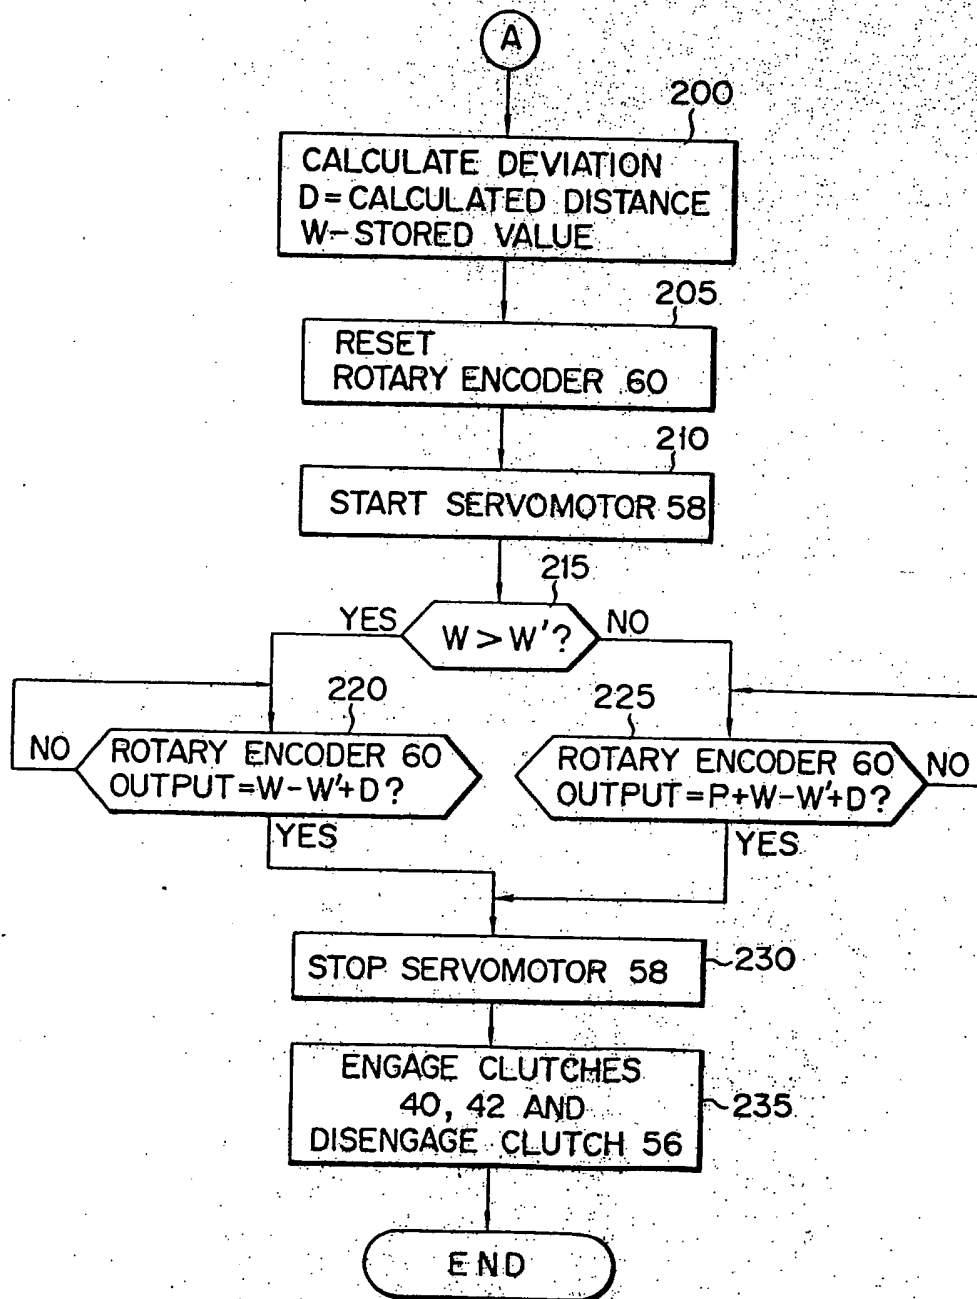 A
200
CALCULATE DEVIATION
D=CALCULATED DISTANCE
W-STORED VALUE
205
RESET
ROTARY ENCODER 60
210
START SERVOMOTOR 58
215
YES
W > W'?
NO
220
NO
ROTARY ENCODER 60
OUTPUT=W-W'+D?
YES
225
ROTARY ENCODER 60
OUTPUT=P+W-W'+D?
NO
YES
STOP SERVOMOTOR 58
230
ENGAGE CLUTCHES
40, 42 AND
DISENGAGE CLUTCH 56
235
END